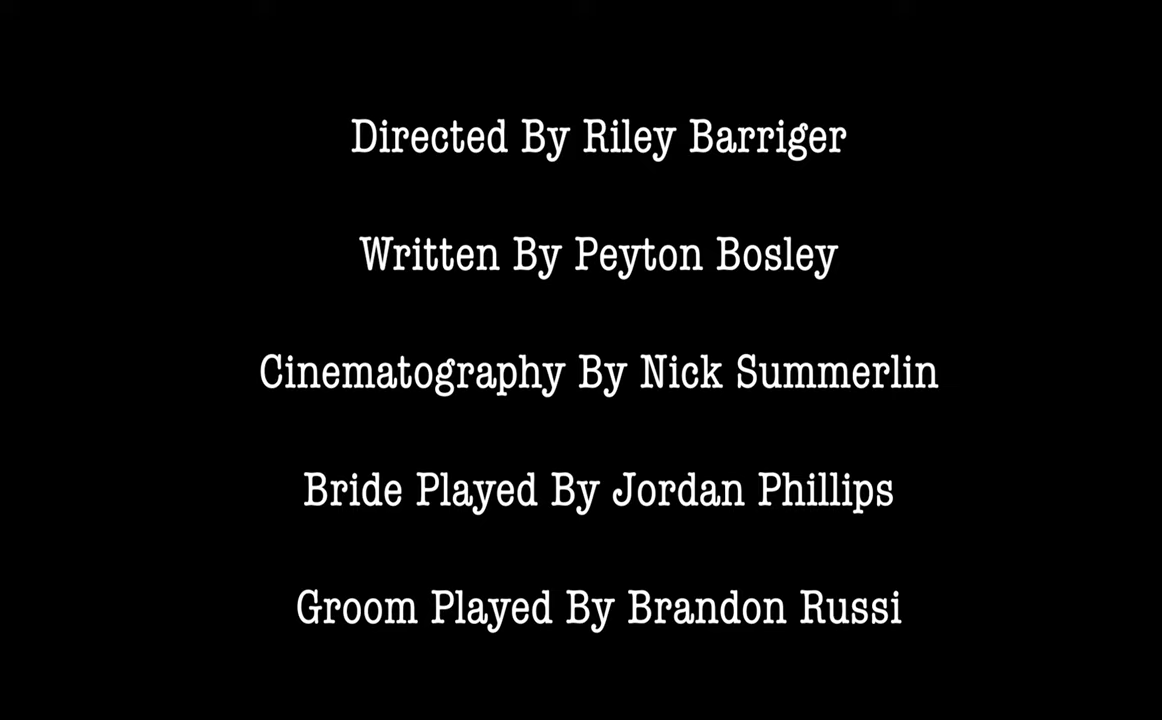 Directed By Riley Barriger
Written By Peyton Bosley
Cinematography By Nick Summerlin
Bride Played By Jordan Phillips
Groom Played By Brandon Russi